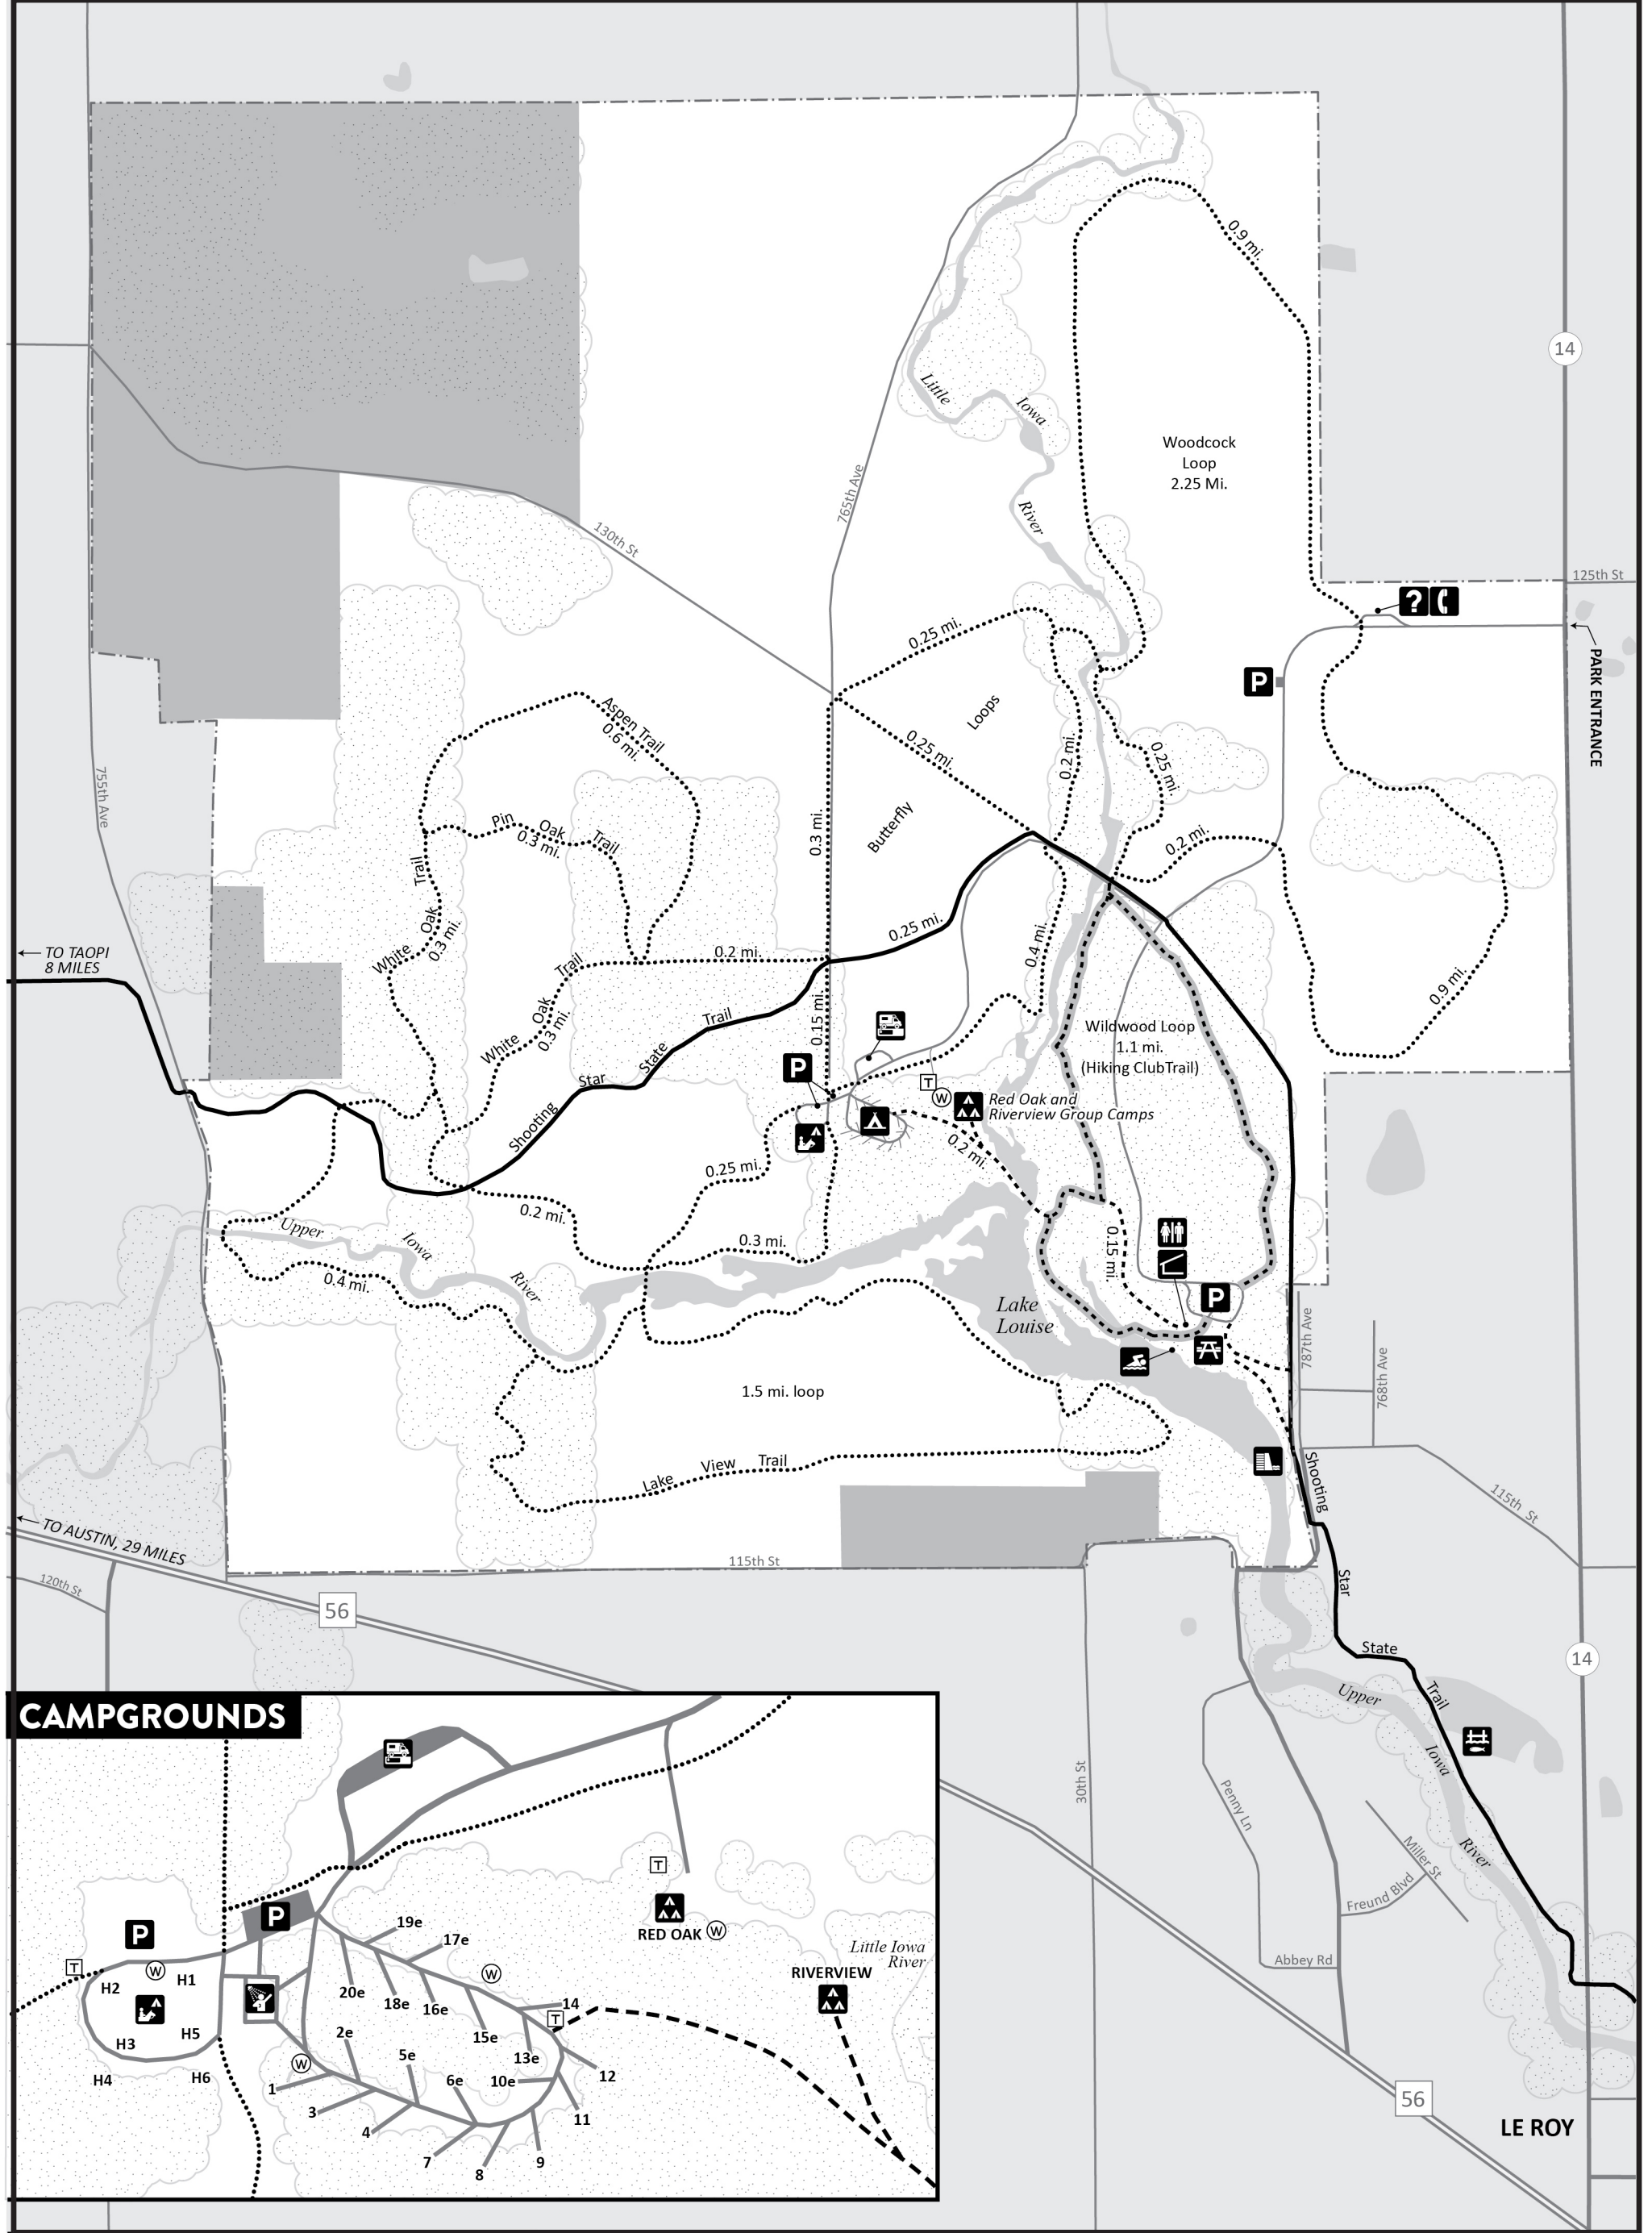 0.9 mi.
14
Little
Iowa
River
Woodcock
Loop
2.25 Mi.
765th Ave
130th St
125th St
?
PARK ENTRANCE
P
0.25 mi.
Loops
0.25 mi.
Butterfly
0.2 mi.
0.25 mi.
0.2 mi.
0.3 mi.
Aspen Trail
0.6 mi.
Pin Oak Trail
0.3 mi.
White Oak Trail
0.3 mi.
755th Ave
TO TAOPI
8 MILES
White Oak Trail
0.3 mi.
0.2 mi.
0.25 mi.
0.4 mi.
0.9 mi.
0.15 mi.
Shooting Star State Trail
Wildwood Loop
1.1 mi.
(Hiking ClubTrail)
P
T
W
Red Oak and
Riverview Group Camps
0.2 mi.
0.25 mi.
0.2 mi.
0.3 mi.
0.15 mi.
Upper Iowa River
0.4 mi.
P
Lake
Louise
787th Ave
768th Ave
1.5 mi. loop
Lake View Trail
Shooting Star State Trail
115th St
115th St
TO AUSTIN, 29 MILES
120th St
56
14
Upper Iowa River
30th St
Penny Ln
Miller St
Freund Blvd
Abbey Rd
56
LE ROY
CAMPGROUNDS
P
P
T
W
H1
H2
H3
H4
H5
H6
T
RED OAK
W
Little Iowa
River
RIVERVIEW
19e
17e
W
20e
18e
16e
14
T
15e
13e
2e
5e
6e
10e
12
W
1
3
4
11
7
8
9